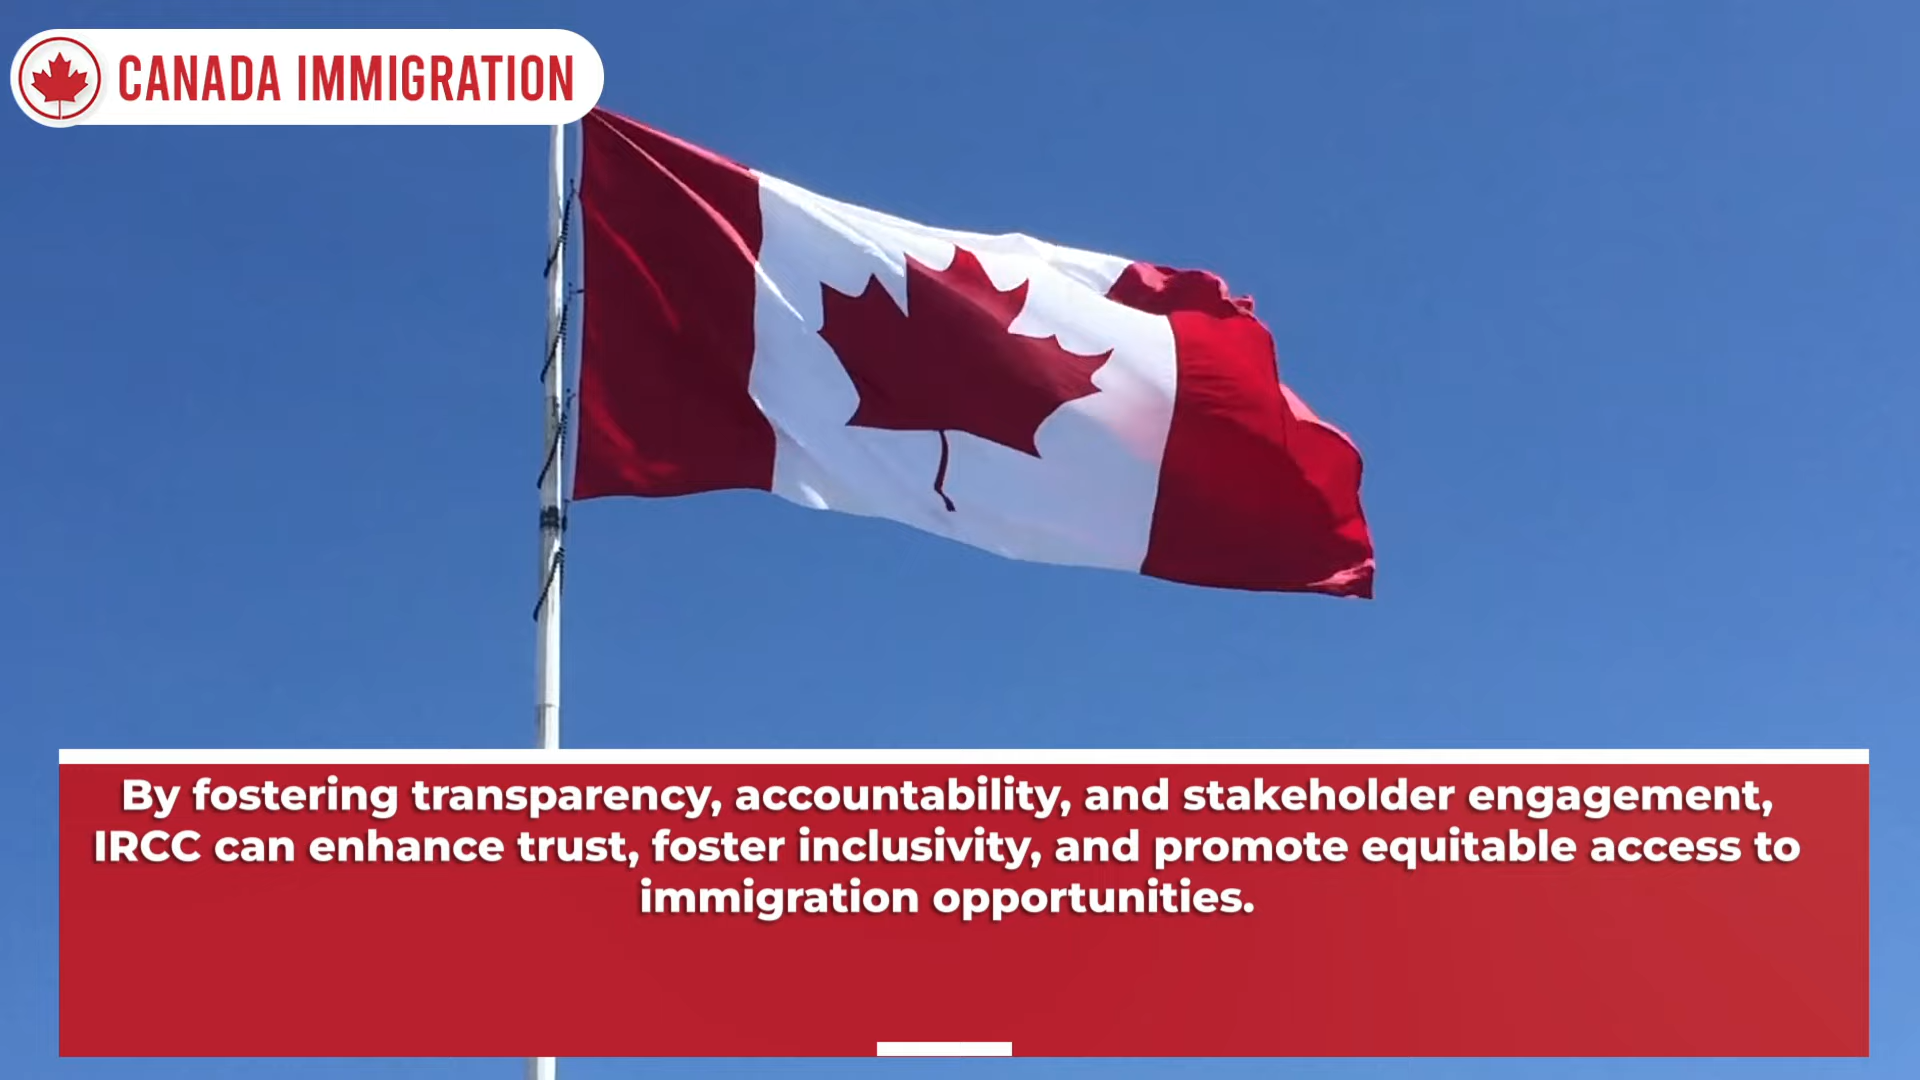 CANADA IMMIGRATION
By fostering transparency, accountability, and stakeholder engagement,
IRCC can enhance trust, foster inclusivity, and promote equitable access to
immigration opportunities.